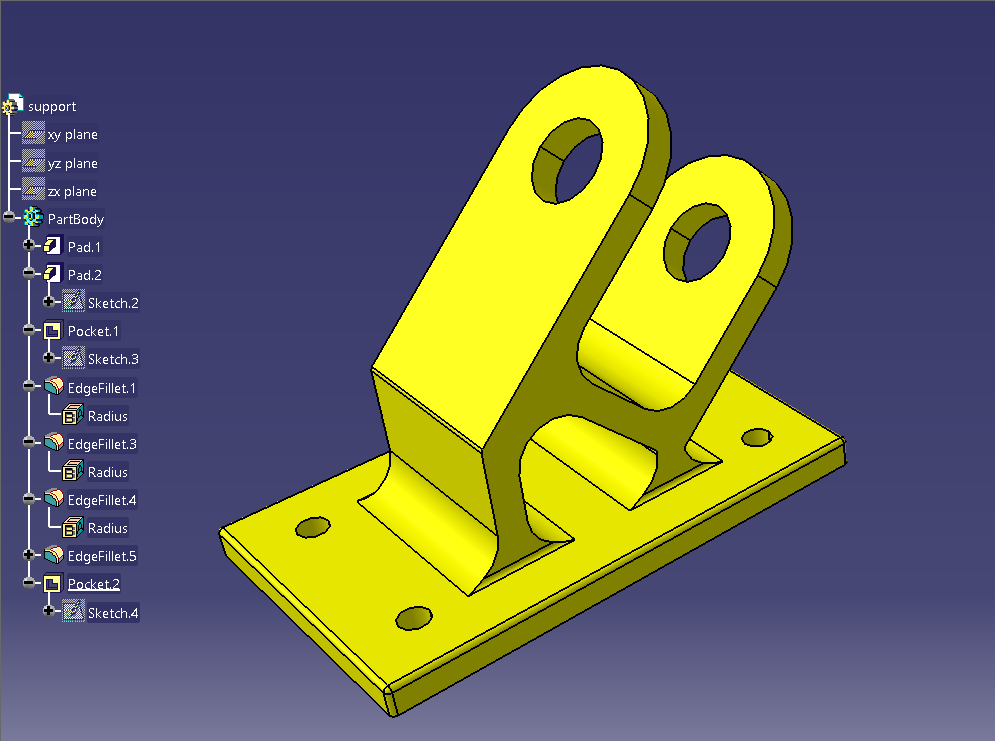 support
xy plane
yz plane
zx plane
PartBody
Pad.1
Pad.2
Sketch.2
Pocket.1
Sketch.3
EdgeFillet.1
Radius
EdgeFillet.3
Radius
EdgeFillet.4
Radius
EdgeFillet.5
Pocket.2
Sketch.4